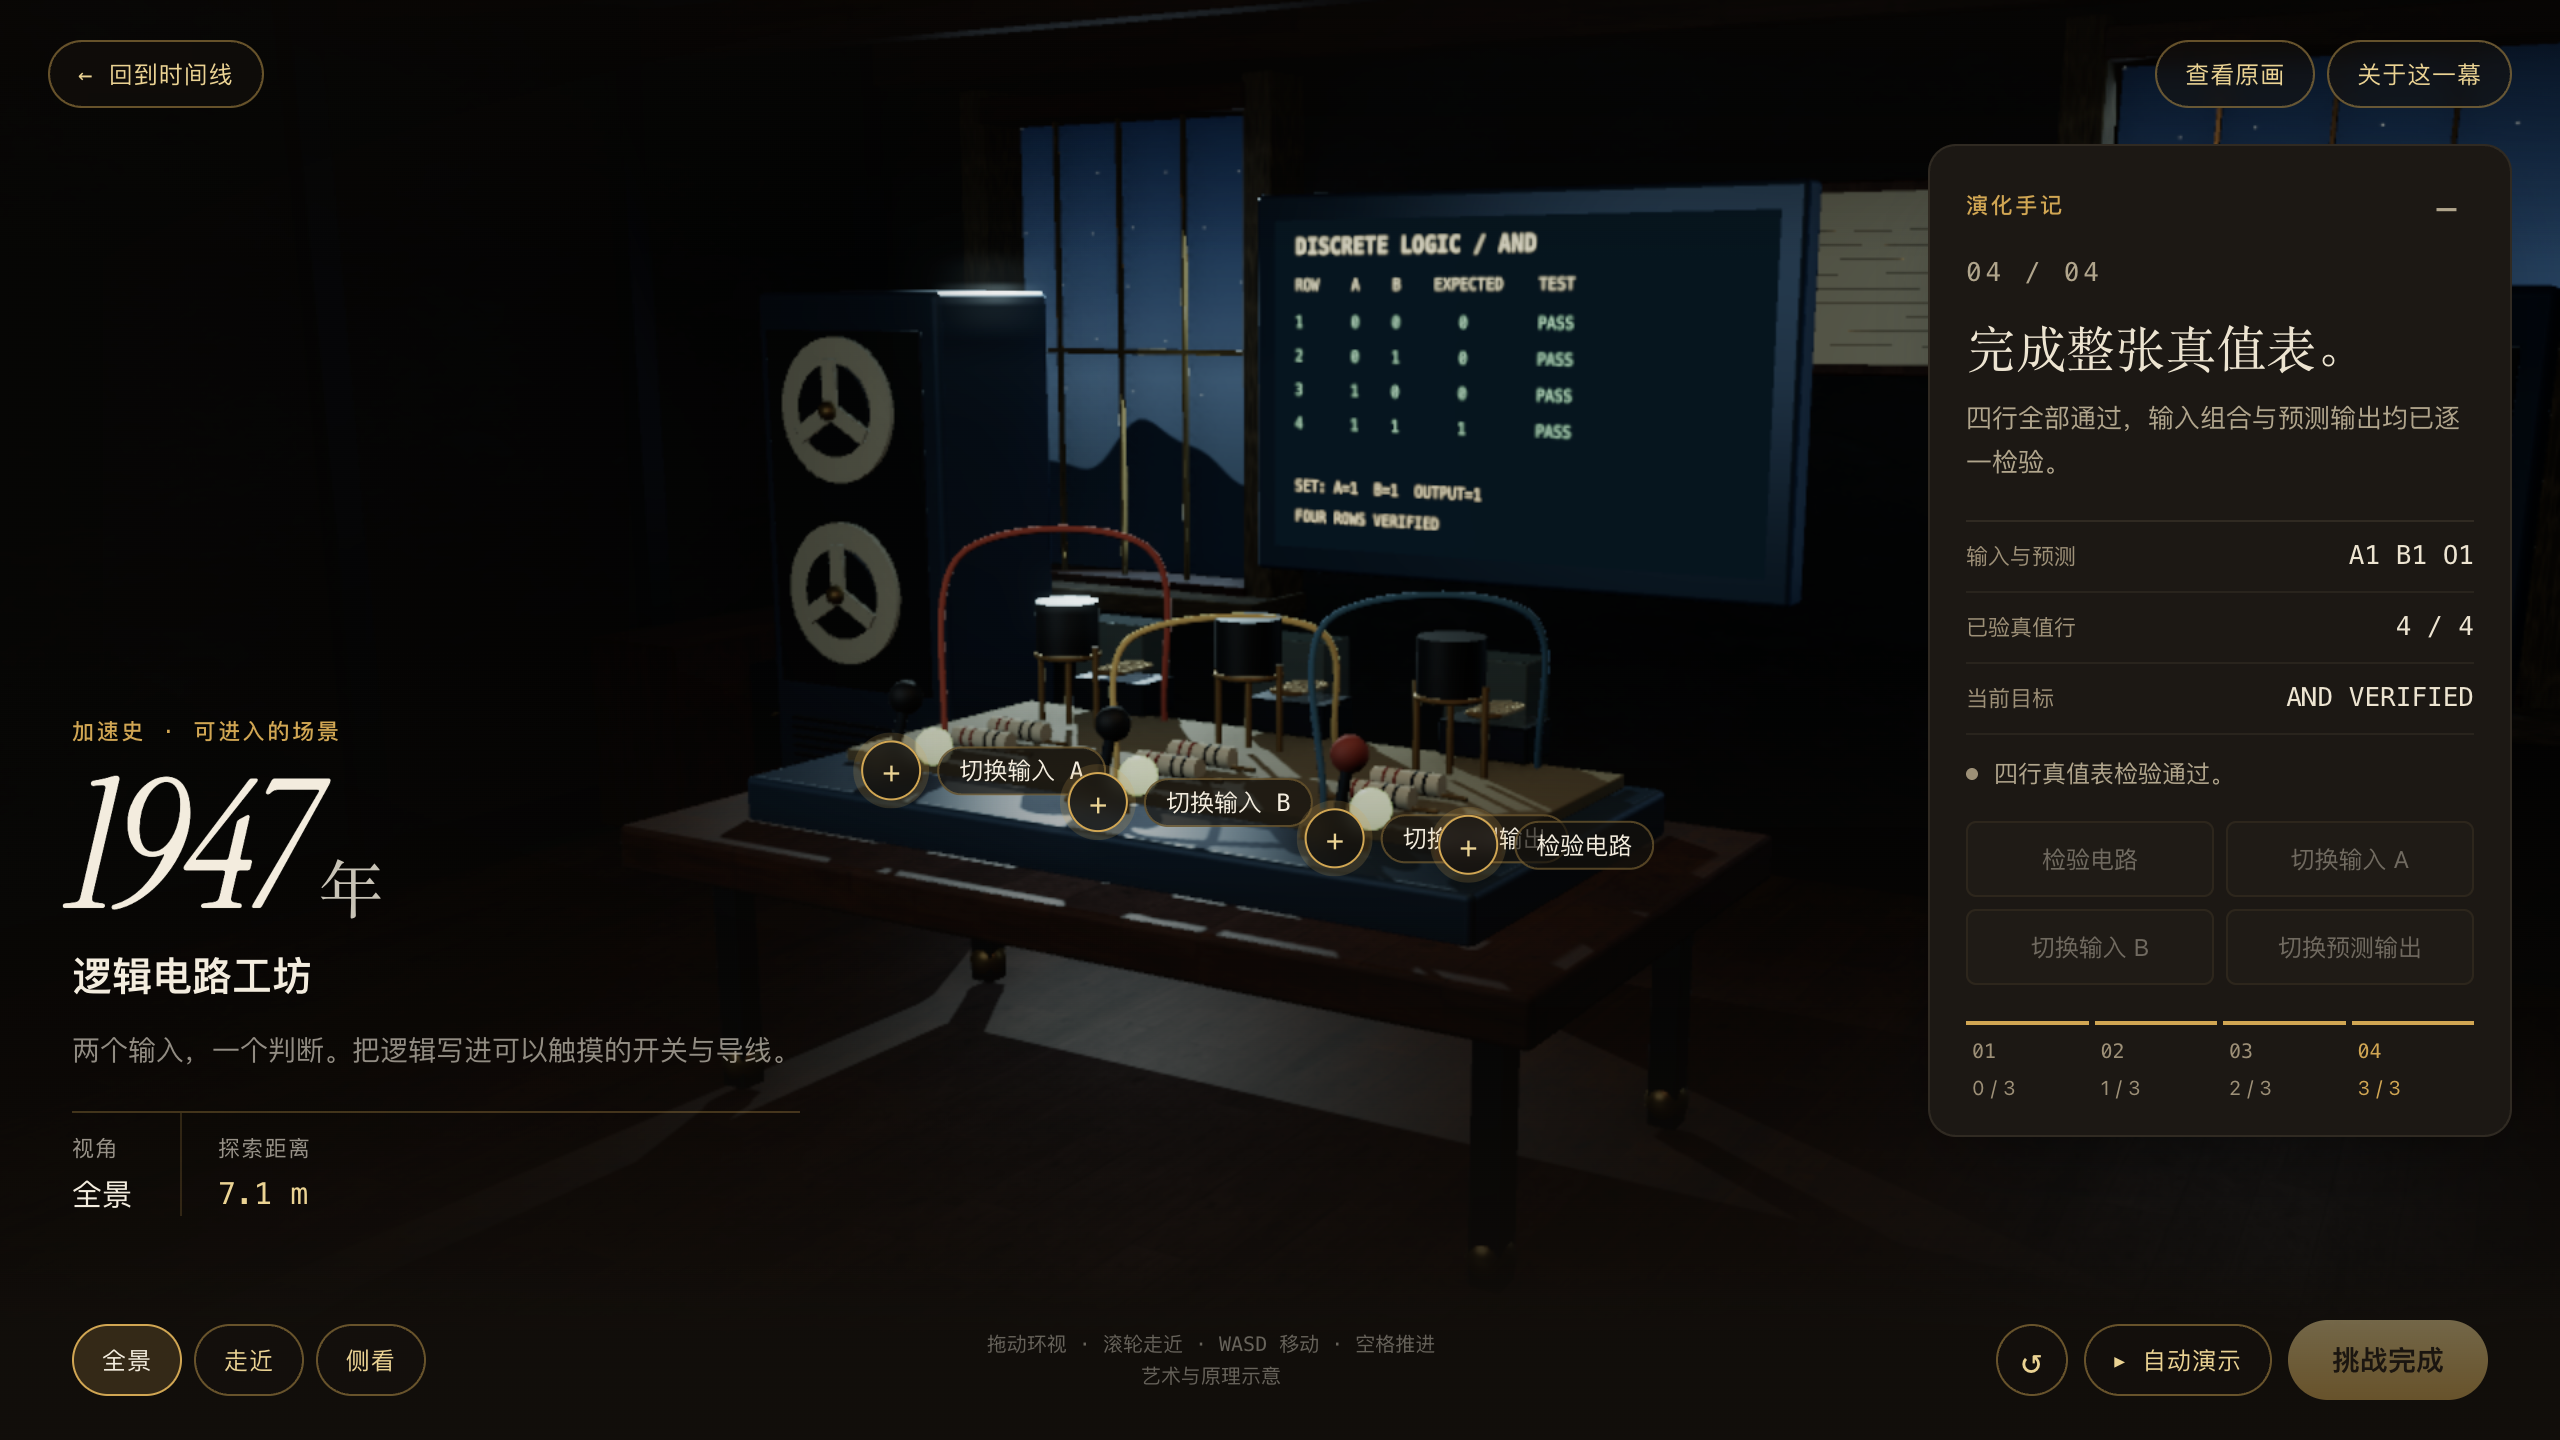 ← 回到时间线
查看原画
关于这一幕
DISCRETE LOGIC / AND
ROW A B EXPECTED TEST
1 0 0 0 PASS
2 0 1 0 PASS
3 1 0 0 PASS
4 1 1 1 PASS
SET: A=1 B=1 OUTPUT=1
FOUR ROWS VERIFIED
切换输入 A
切换输入 B
检验电路
加速史 · 可进入的场景
1947年
逻辑电路工坊
两个输入，一个判断。把逻辑写进可以触摸的开关与导线。
视角
全景
探索距离
7.1 m
演化手记
04 / 04
完成整张真值表。
四行全部通过，输入组合与预测输出均已逐
一检验。
输入与预测 A1 B1 O1
已验真值行 4 / 4
当前目标 AND VERIFIED
四行真值表检验通过。
检验电路 切换输入 A
切换输入 B 切换预测输出
01 02 03 04
0 / 3 1 / 3 2 / 3 3 / 3
全景 走近 侧看
拖动环视 · 滚轮走近 · WASD 移动 · 空格推进
艺术与原理示意
↺ ▸ 自动演示 挑战完成